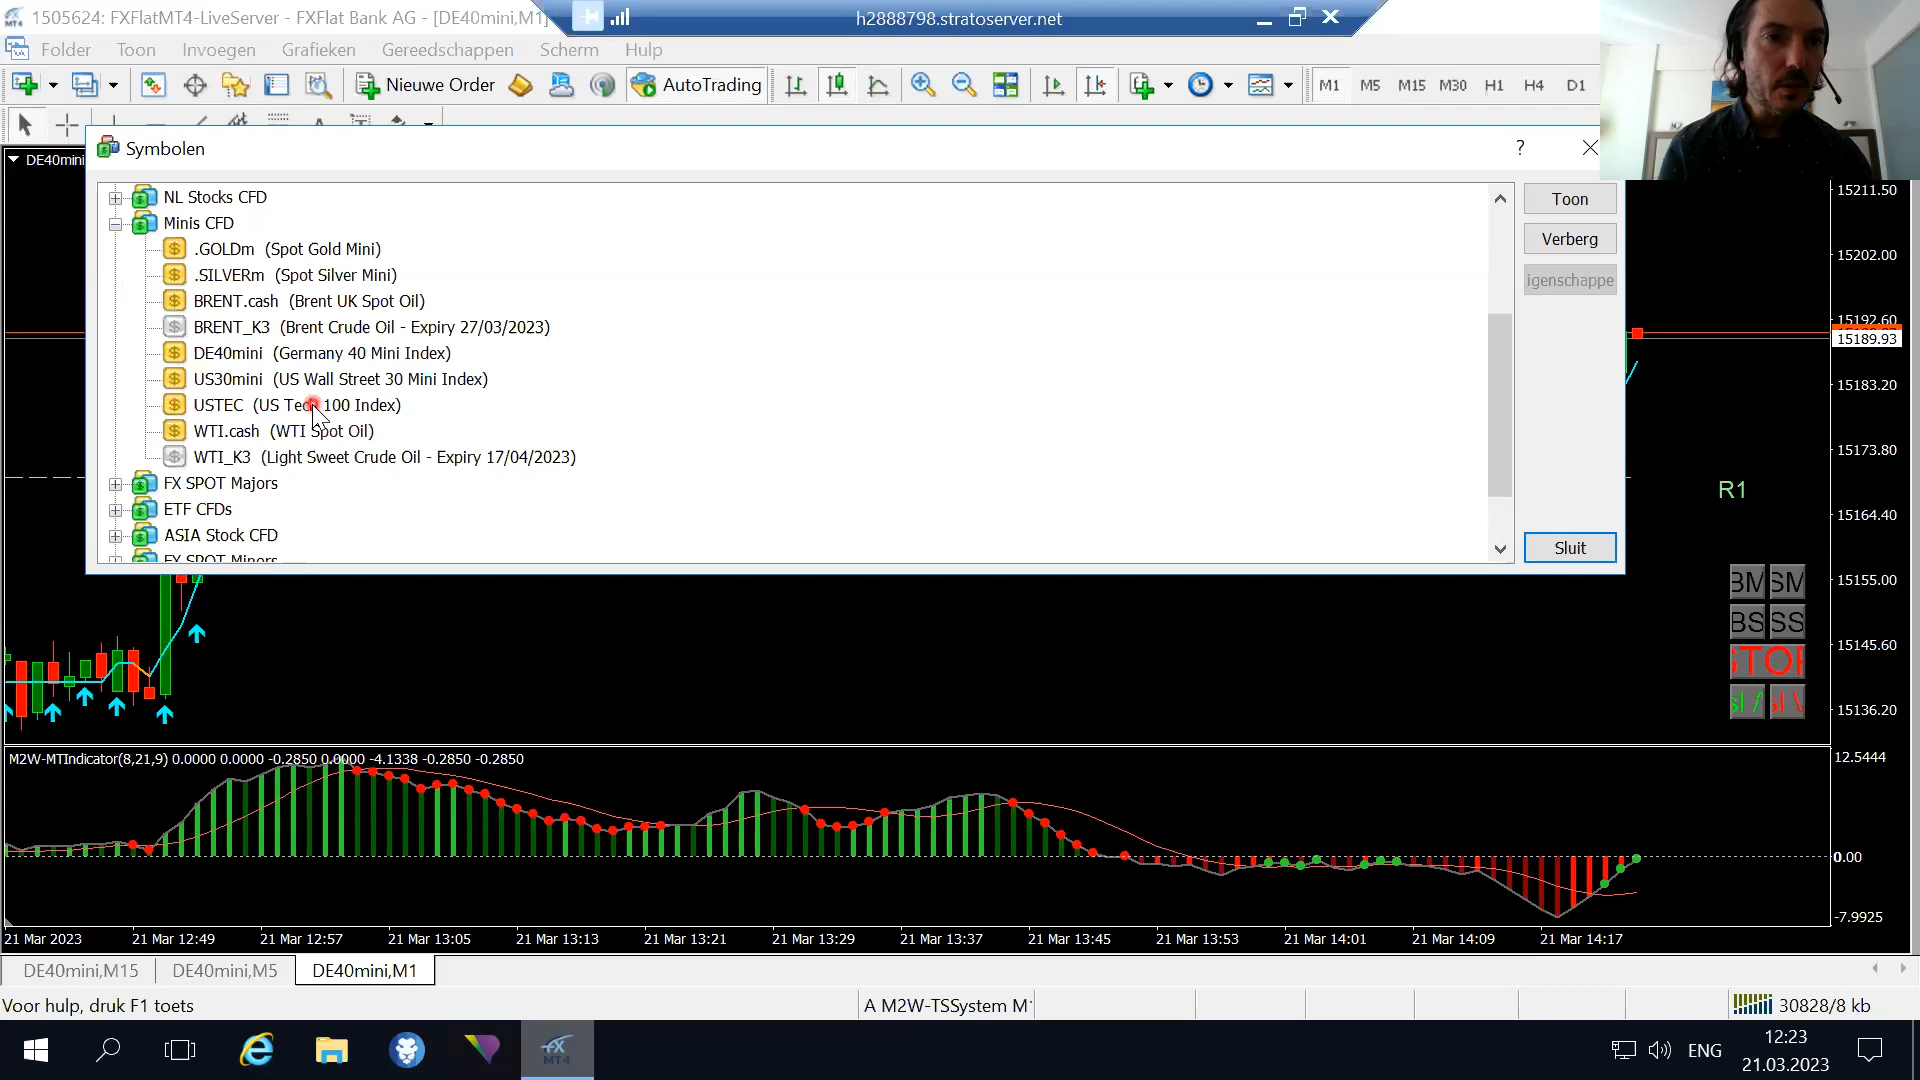 1505624: FXFlatMT4-LiveServer - FXFlat Bank AG - [DE40mini,M1]
h2888798.stratoserver.net
Folder Toon Invoegen Grafieken Gereedschappen Scherm Hulp
Nieuwe Order AutoTrading M1 M5 M15 M30 H1 H4 D1
DE40mini
Symbolen
NL Stocks CFD
Minis CFD
.GOLDm (Spot Gold Mini)
.SILVERm (Spot Silver Mini)
BRENT.cash (Brent UK Spot Oil)
BRENT_K3 (Brent Crude Oil - Expiry 27/03/2023)
DE40mini (Germany 40 Mini Index)
US30mini (US Wall Street 30 Mini Index)
USTEC (US Tech 100 Index)
WTI.cash (WTI Spot Oil)
WTI_K3 (Light Sweet Crude Oil - Expiry 17/04/2023)
FX SPOT Majors
ETF CFDs
ASIA Stock CFD
FX SPOT Minors
Toon
Verberg
igenschappe
Sluit
15211.50
15202.00
15192.60
15189.93
15183.20
15173.80
15164.40
15155.00
15145.60
15136.20
R1
BM SM
BS SS
STOP
M2W-MTIndicator(8,21,9) 0.0000 0.0000 -0.2850 0.0000 -4.1338 -0.2850 -0.2850
12.5444
0.00
-7.9925
21 Mar 2023 21 Mar 12:49 21 Mar 12:57 21 Mar 13:05 21 Mar 13:13 21 Mar 13:21 21 Mar 13:29 21 Mar 13:37 21 Mar 13:45 21 Mar 13:53 21 Mar 14:01 21 Mar 14:09 21 Mar 14:17
DE40mini,M15 DE40mini,M5 DE40mini,M1
Voor hulp, druk F1 toets
A M2W-TSSystem M
30828/8 kb
MT4
ENG
12:23
21.03.2023